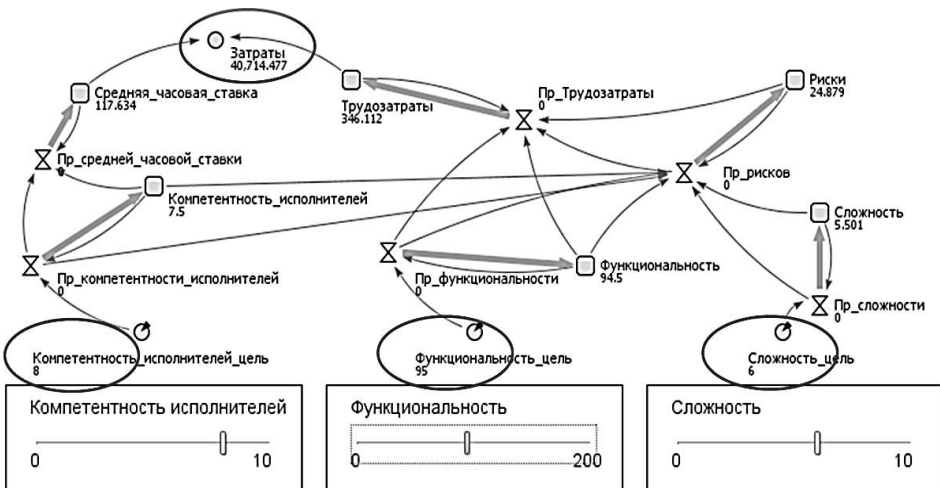 Затраты
40,714.477
Средняя_часовая_ставка
117.634
Трудозатраты
346.112
Пр_Трудозатраты
0
Риски
24.879
Пр_средней_часовой_ставки
0
Компетентность_исполнителей
7.5
Пр_рисков
0
Сложность
5.501
Пр_компетентности_исполнителей
0
Пр_функциональности
0
Функциональность
94.5
Пр_сложности
0
Компетентность_исполнителей_цель
8
Функциональность_цель
95
Сложность_цель
6
Компетентность исполнителей
0 10
Функциональность
0 200
Сложность
0 10